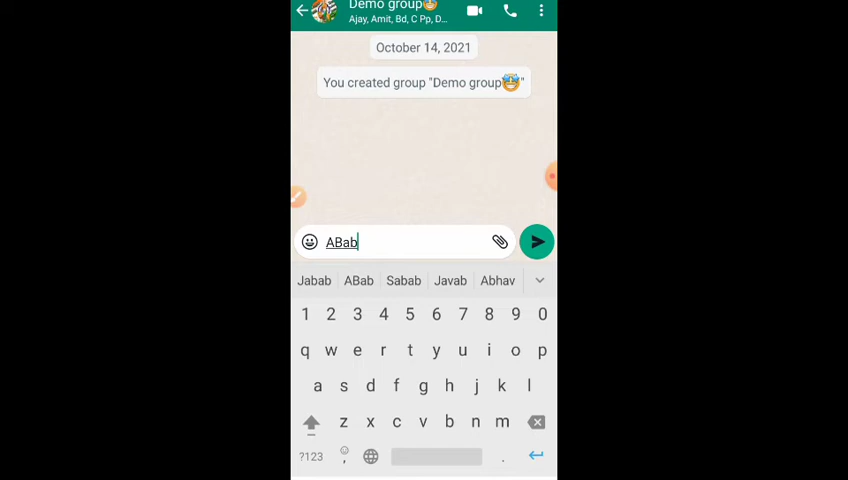 Demo group🤩
Ajay, Amit, Bd, C Pp, D...
October 14, 2021
You created group "Demo group🤩"
ABab
Jabab ABab Sabab Javab Abhav
1 2 3 4 5 6 7 8 9 0
q w e r t y u i o p
a s d f g h j k l
z x c v b n m
?123 , .